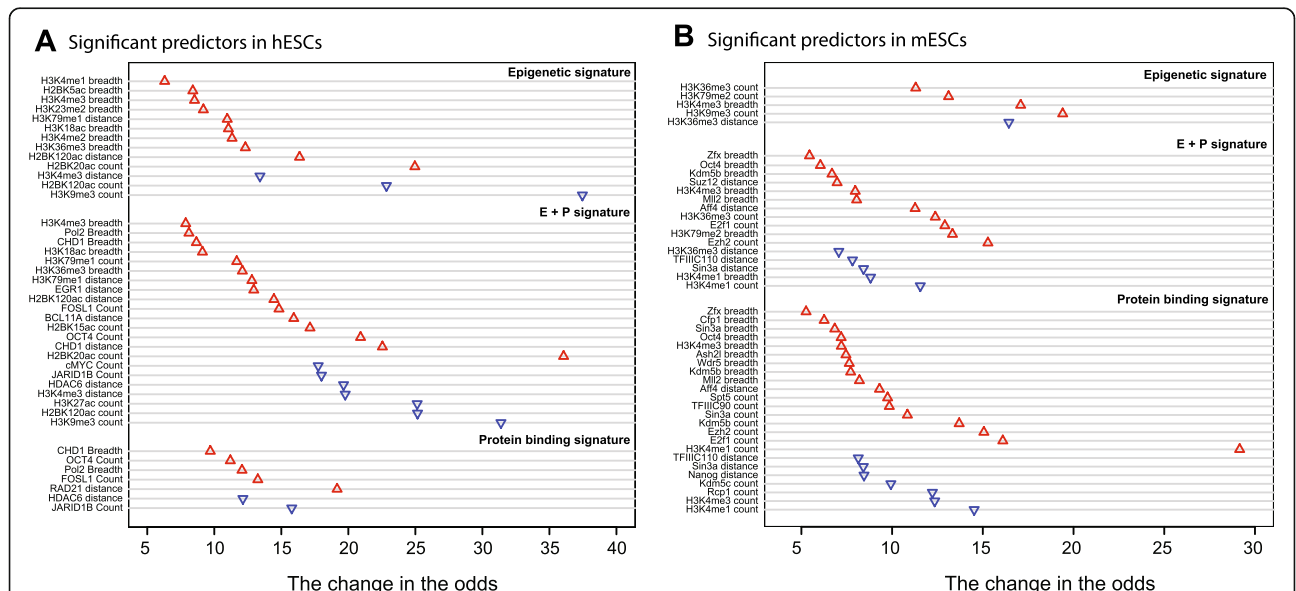 A Significant predictors in hESCs
Epigenetic signature
H3K4me1 breadth
H2BK5ac breadth
H3K4me3 breadth
H3K23me2 breadth
H3K79me1 distance
H3K18ac breadth
H3K4me2 breadth
H3K36me3 breadth
H2BK120ac distance
H2BK20ac count
H3K4me3 distance
H2BK120ac count
H3K9me3 count
E + P signature
H3K4me3 breadth
Pol2 Breadth
CHD1 Breadth
H3K18ac breadth
H3K79me1 count
H3K36me3 breadth
H3K79me1 distance
EGR1 distance
H2BK120ac distance
FOSL1 Count
BCL11A distance
H2BK15ac count
OCT4 Count
CHD1 distance
H2BK20ac count
cMYC Count
JARID1B Count
HDAC6 distance
H3K4me3 distance
H3K27ac count
H2BK120ac count
H3K9me3 count
Protein binding signature
CHD1 Breadth
OCT4 Count
Pol2 Breadth
FOSL1 Count
RAD21 distance
HDAC6 distance
JARID1B Count
5 10 15 20 25 30 35 40
The change in the odds
B Significant predictors in mESCs
Epigenetic signature
H3K36me3 count
H3K79me2 count
H3K4me3 breadth
H3K9me3 count
H3K36me3 distance
E + P signature
Zfx breadth
Oct4 breadth
Kdm5b breadth
Suz12 distance
H3K4me3 breadth
Mll2 breadth
Aff4 distance
H3K36me3 count
E2f1 count
H3K79me2 breadth
Ezh2 count
H3K36me3 distance
TFIIIC110 distance
Sin3a distance
H3K4me1 breadth
H3K4me1 count
Protein binding signature
Zfx breadth
Cfp1 breadth
Sin3a breadth
Oct4 breadth
H3K4me3 breadth
Ash2l breadth
Wdr5 breadth
Kdm5b breadth
Mll2 breadth
Aff4 distance
Spt5 count
TFIIIC90 count
Sin3a count
Kdm5b count
Ezh2 count
E2f1 count
H3K4me1 count
TFIIIC110 distance
Sin3a distance
Nanog distance
Kdm5c count
Rcp1 count
H3K4me3 count
H3K4me1 count
5 10 15 20 25 30
The change in the odds